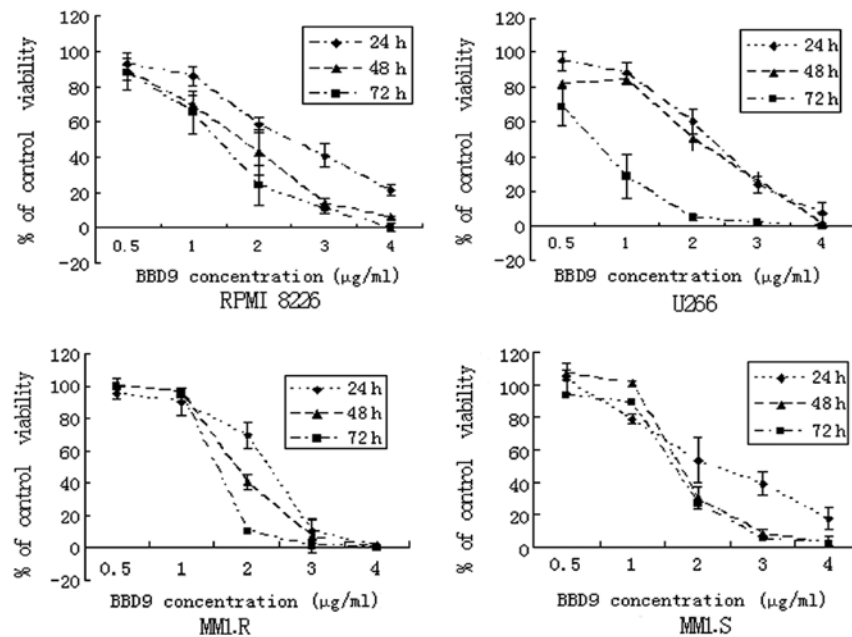 120
100
80
60
40
20
0
-20
% of control viability
24 h
48 h
72 h
0.5 1 2 3 4
BBD9 concentration (μg/ml)
RPMI 8226
120
100
80
60
40
20
0
-20
% of control viability
24 h
48 h
72 h
0.5 1 2 3 4
BBD9 concentration (μg/ml)
U266
120
100
80
60
40
20
0
-20
% of control viability
24 h
48 h
72 h
0.5 1 2 3 4
BBD9 concentration (μg/ml)
MM1.R
120
100
80
60
40
20
0
% of control viability
24 h
48 h
72 h
0.5 1 2 3 4
BBD9 concentration (μg/ml)
MM1.S